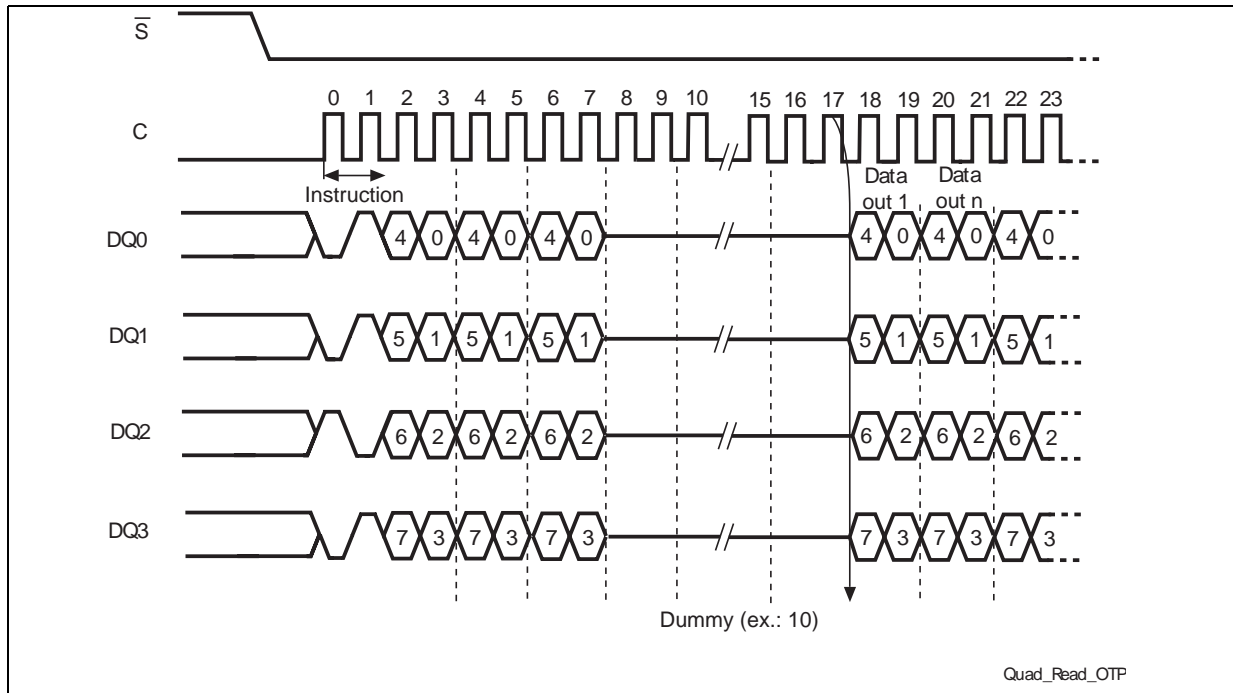 S
0 1 2 3 4 5 6 7 8 9 10 15 16 17 18 19 20 21 22 23
C
Instruction
Data out 1
Data out n
DQ0 4 0 4 0 4 0 4 0 4 0 4 0
DQ1 5 1 5 1 5 1 5 1 5 1 5 1
DQ2 6 2 6 2 6 2 6 2 6 2 6 2
DQ3 7 3 7 3 7 3 7 3 7 3 7 3
Dummy (ex.: 10)
Quad_Read_OTP